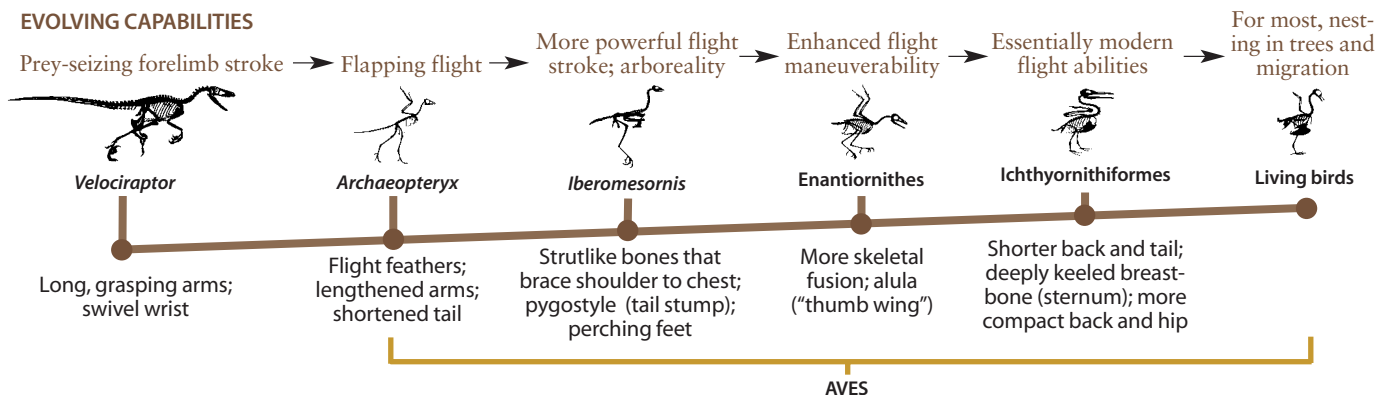 EVOLVING CAPABILITIES
Prey-seizing forelimb stroke
Flapping flight
More powerful flight
stroke; arboreality
Enhanced flight
maneuverability
Essentially modern
flight abilities
For most, nest-
ing in trees and
migration
Velociraptor
Archaeopteryx
Iberomesornis
Enantiornithes
Ichthyornithiformes
Living birds
Long, grasping arms;
swivel wrist
Flight feathers;
lengthened arms;
shortened tail
Strutlike bones that
brace shoulder to chest;
pygostyle (tail stump);
perching feet
More skeletal
fusion; alula
(“thumb wing”)
Shorter back and tail;
deeply keeled breast-
bone (sternum); more
compact back and hip
AVES